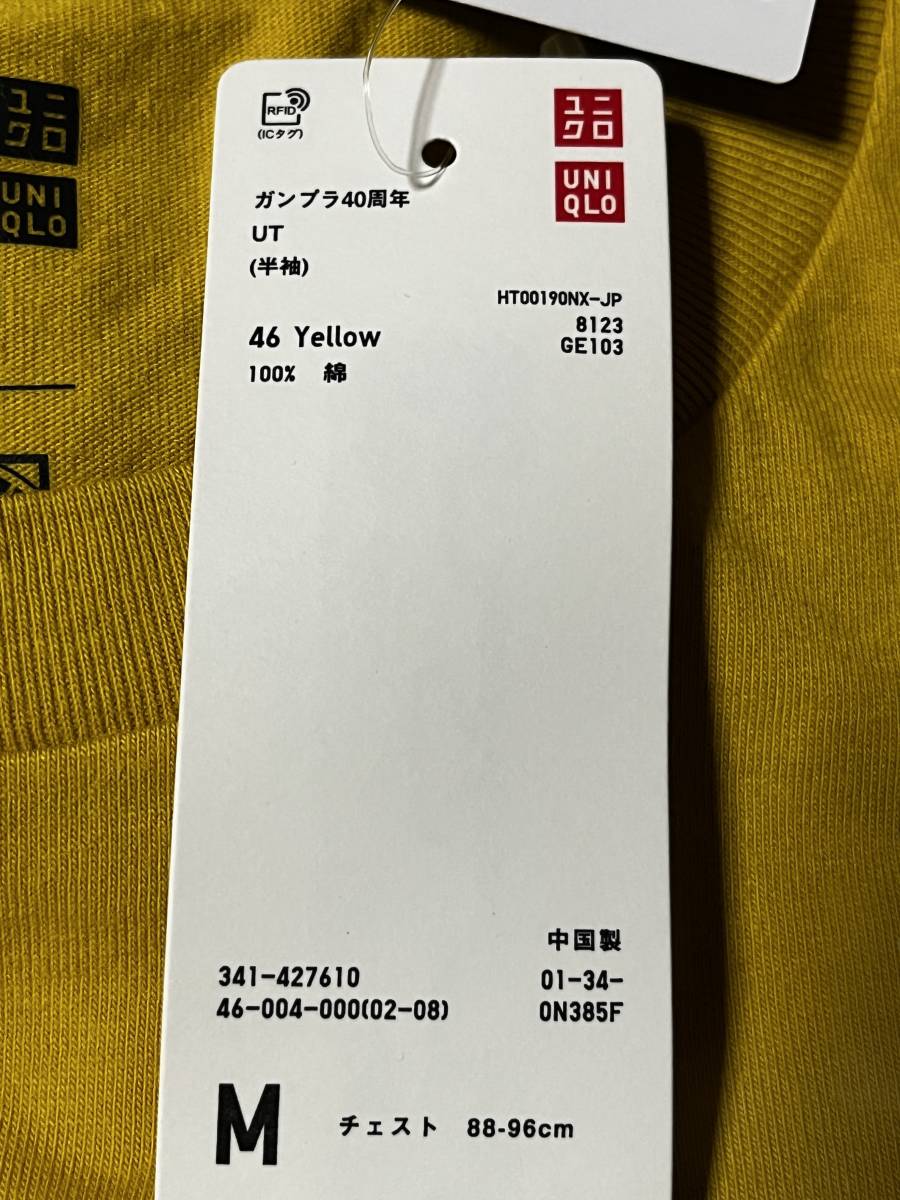 ユニ
クロ
UNI
QLO
RFID
(ICタグ)
ユニ
クロ
UNI
QLO
ガンプラ40周年
UT
(半袖)
HT00190NX-JP
8123
GE103
46 Yellow
100% 綿
中国製
341-427610
01-34-
46-004-000(02-08)
0N385F
M
チェスト 88-96cm